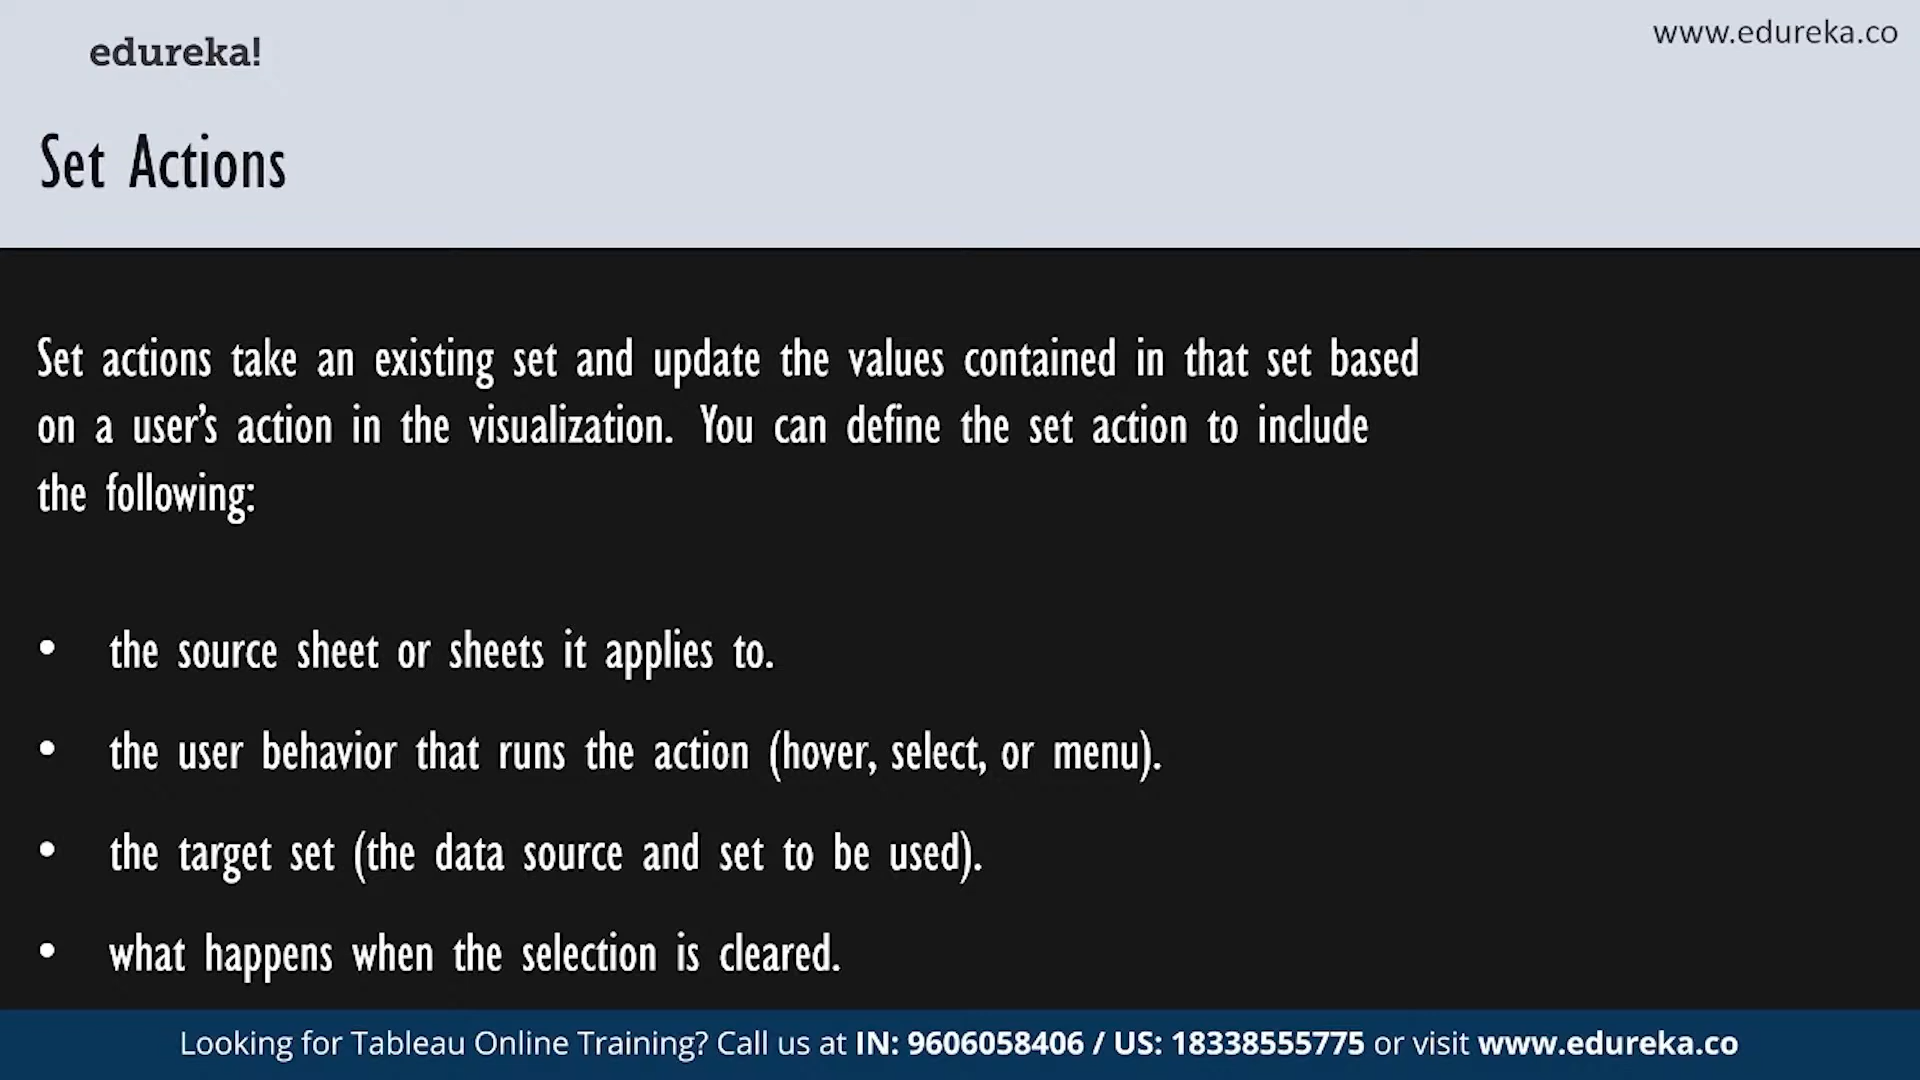 edureka!
www.edureka.co
Set Actions
Set actions take an existing set and update the values contained in that set based
on a user’s action in the visualization. You can define the set action to include
the following:
• the source sheet or sheets it applies to.
• the user behavior that runs the action (hover, select, or menu).
• the target set (the data source and set to be used).
• what happens when the selection is cleared.
Looking for Tableau Online Training? Call us at IN: 9606058406 / US: 18338555775 or visit www.edureka.co